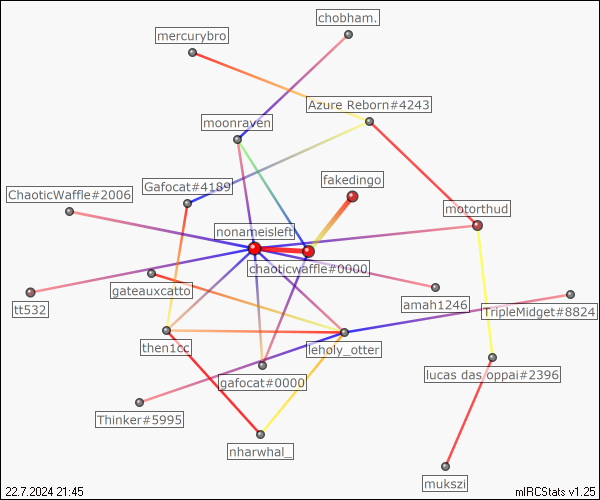 chobham.
mercurybro
Azure Reborn#4243
moonraven
fakedingo
Gafocat#4189
ChaoticWaffle#2006
motorthud
nonameisleft
chaoticwaffle#0000
gateauxcatto
amah1246
tt532
TripleMidget#8824
then1cc
leholy_otter
lucas das oppai#2396
gafocat#0000
Thinker#5995
nharwhal_
mukszi
22.7.2024 21:45
mIRCStats v1.25